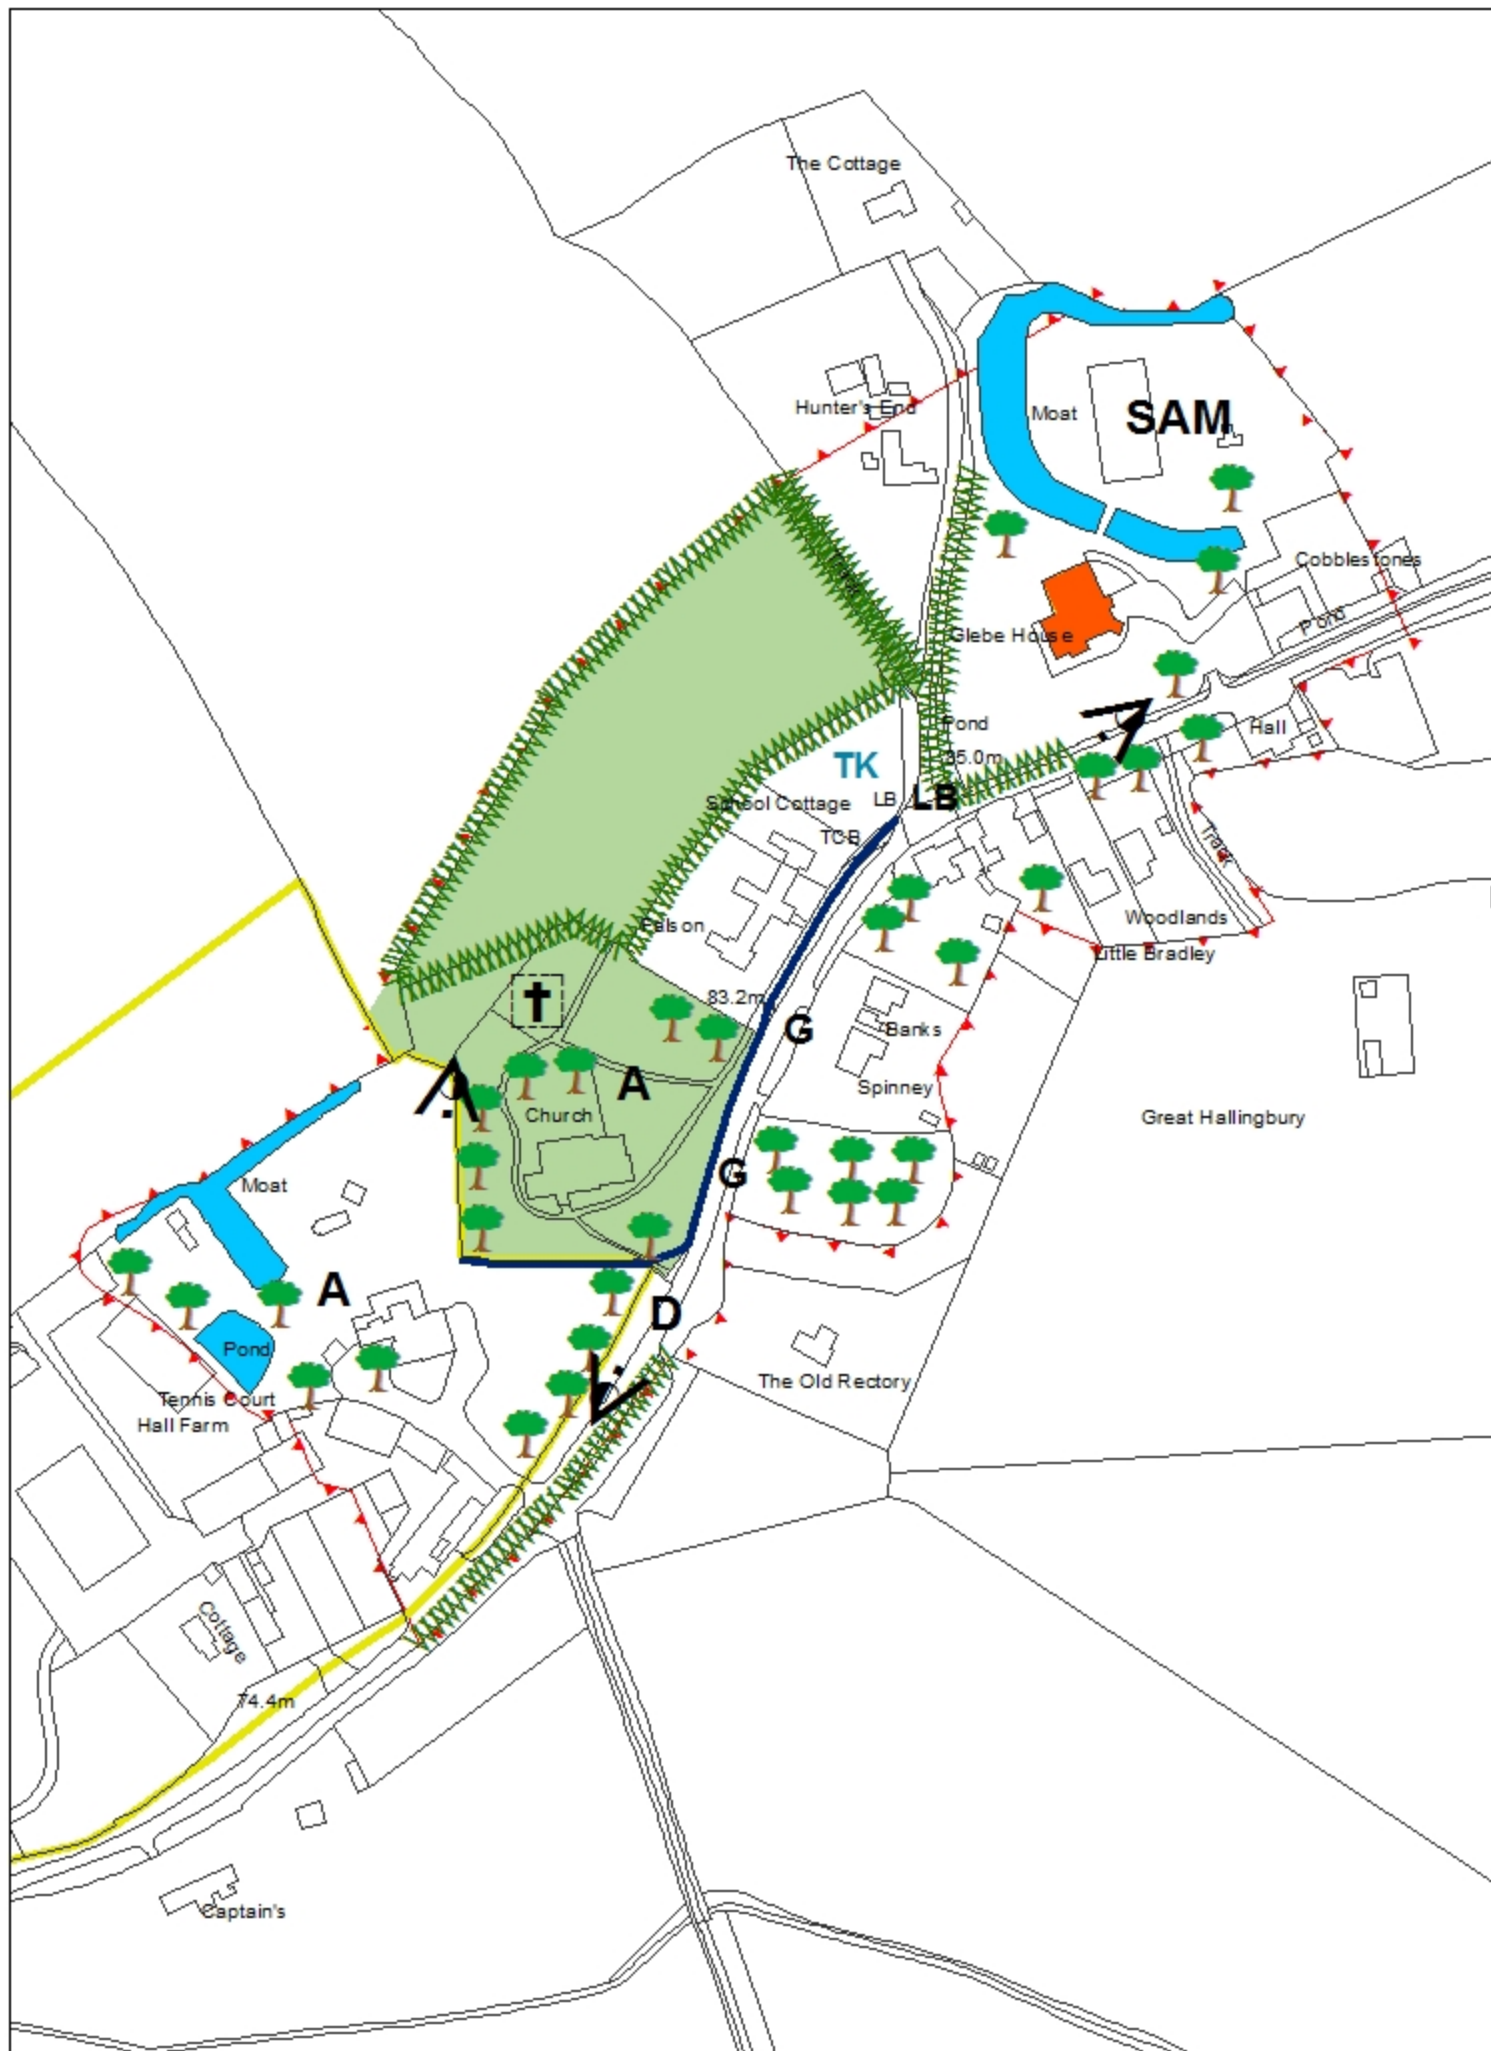 The Cottage
Hunter's End
Moat
SAM
Cobblestones
Pond
Glebe House
Pond
Hall
TK
85.0m
School Cottage
LB
LB
TCB
Track
Woodlands
Falson
Little Bradley
83.2m
G
Banks
A
Spinney
Church
Great Hallingbury
G
Moat
A
D
Pond
The Old Rectory
Tennis Court
Hall Farm
Cottage
74.4m
Captain's